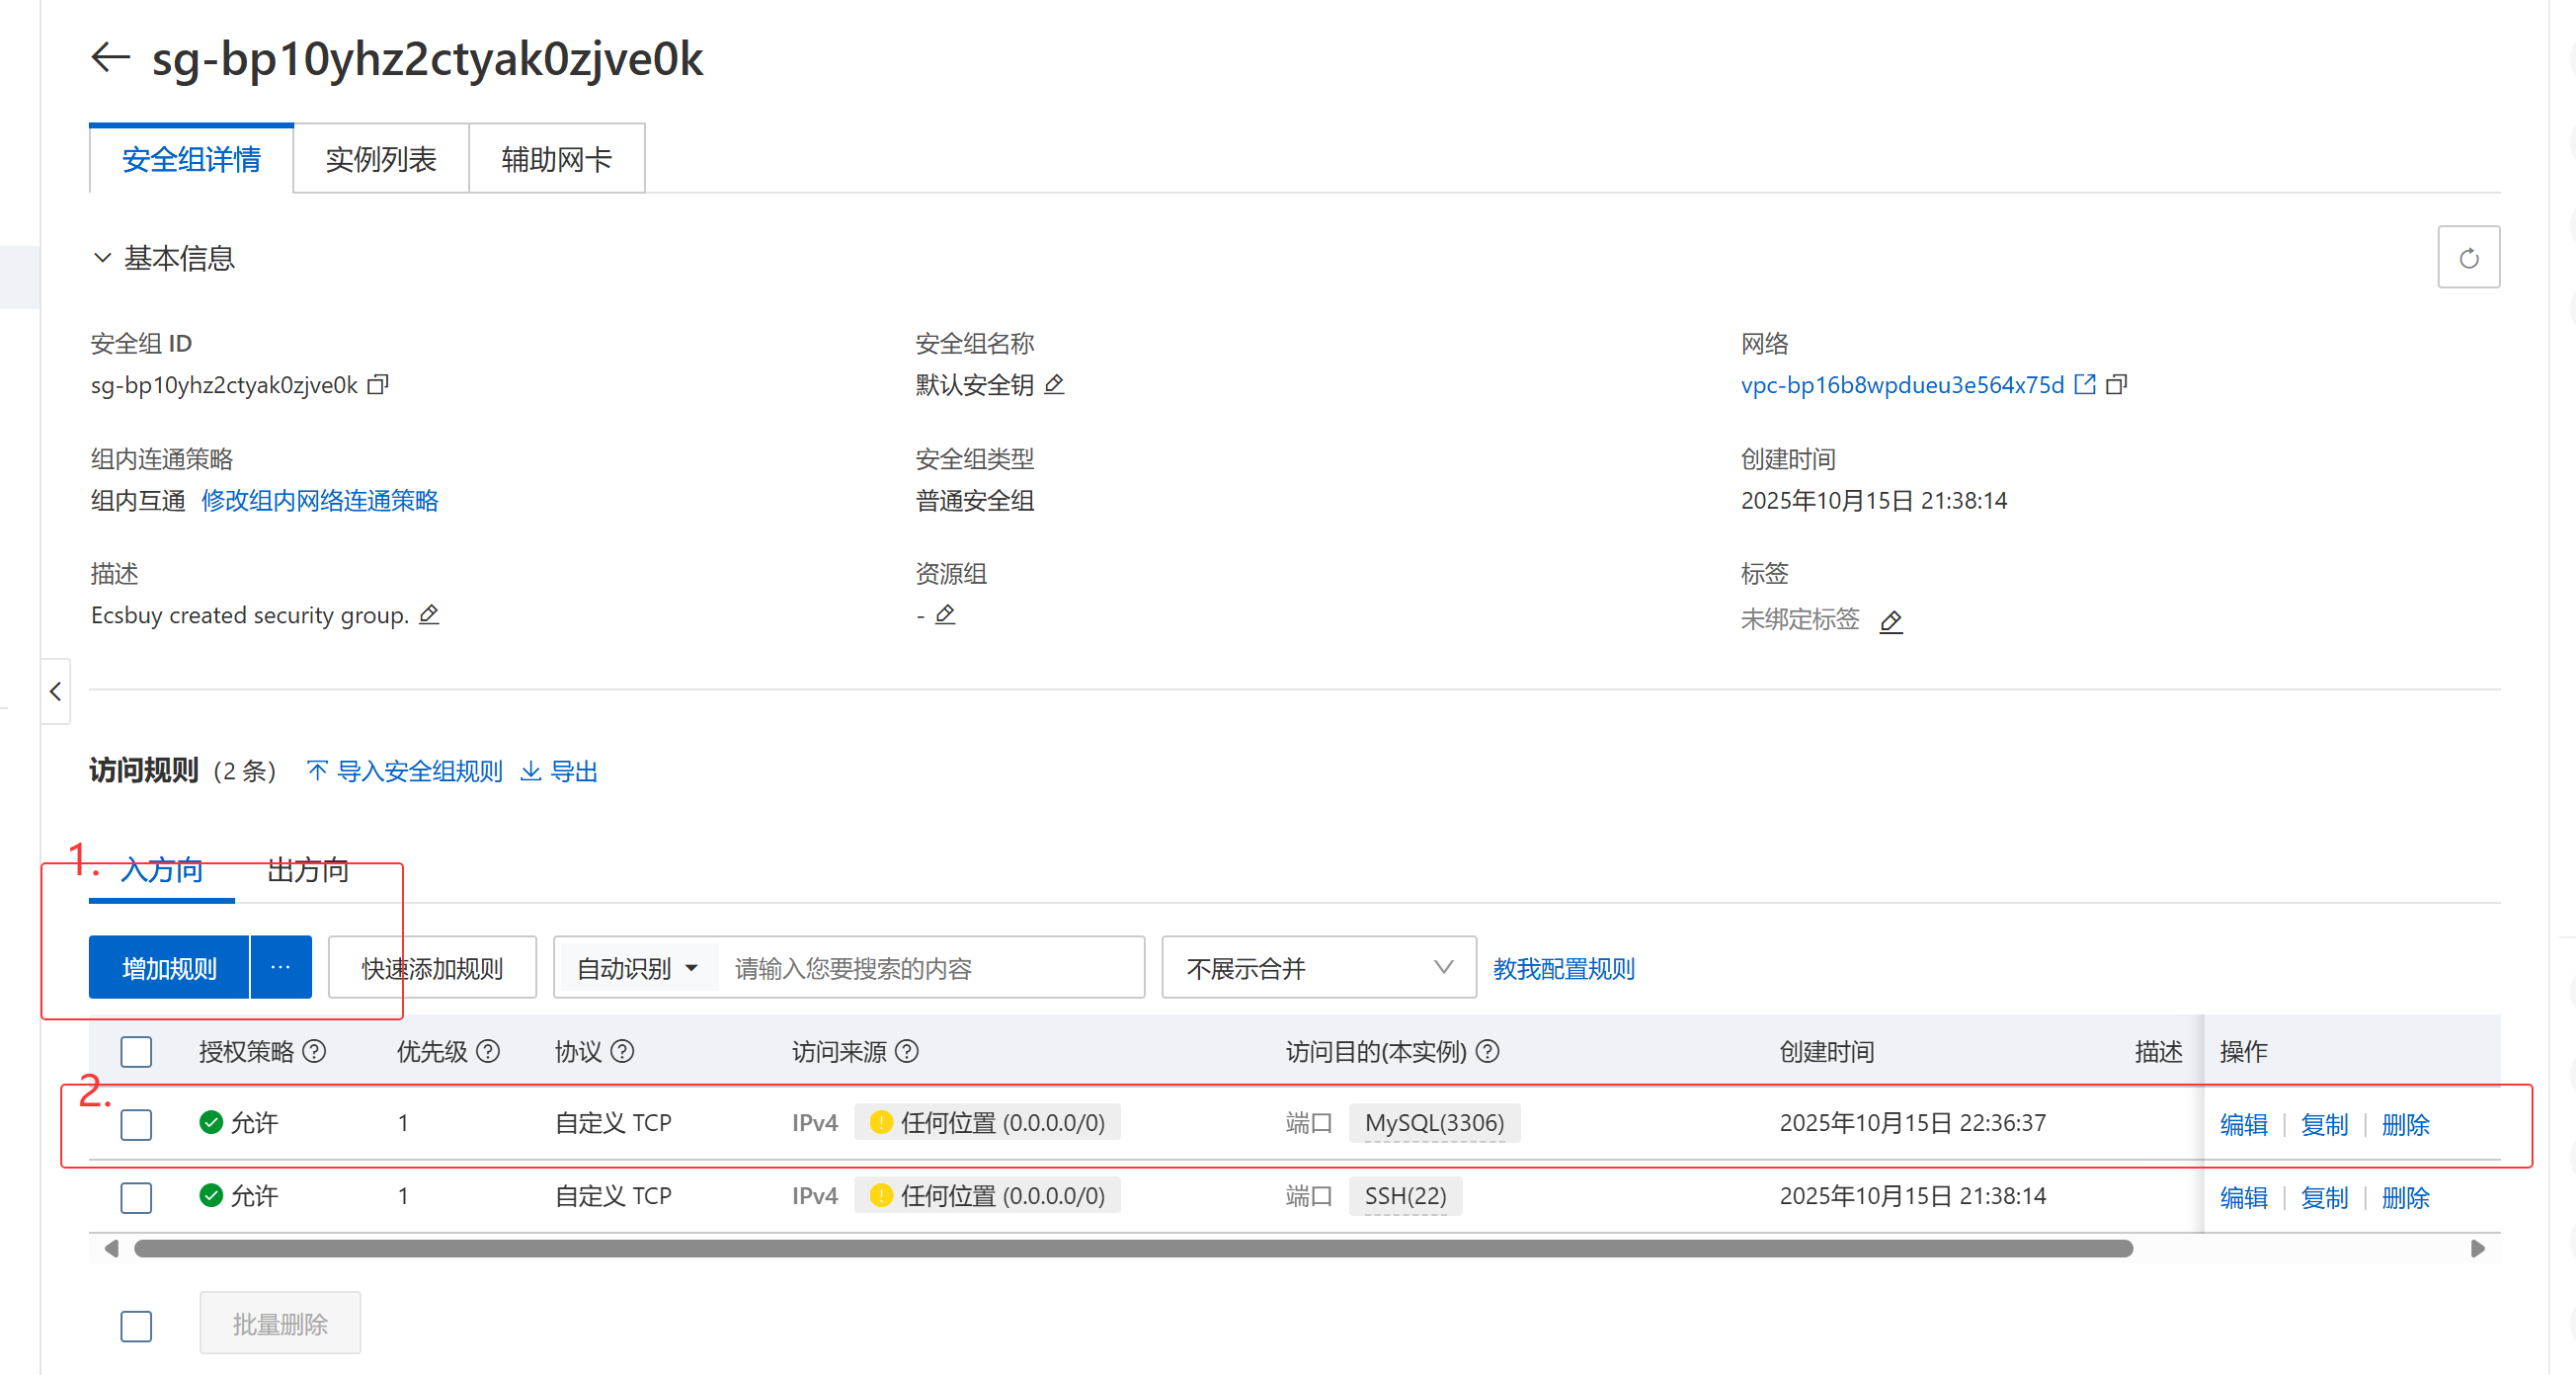 sg-bp10yhz2ctyak0zjve0k
安全组详情 实例列表 辅助网卡
基本信息
安全组 ID 安全组名称 网络
sg-bp10yhz2ctyak0zjve0k 默认安全钥 vpc-bp16b8wpdueu3e564x75d
组内连通策略 安全组类型 创建时间
组内互通 修改组内网络连通策略 普通安全组 2025年10月15日 21:38:14
描述 资源组 标签
Ecsbuy created security group. - 未绑定标签
访问规则 (2 条) 导入安全组规则 导出
1. 入方向 出方向
增加规则 ... 快速添加规则 自动识别 请输入您要搜索的内容 不展示合并 教我配置规则
授权策略 优先级 协议 访问来源 访问目的(本实例) 创建时间 描述 操作
2.
允许 1 自定义 TCP IPv4 任何位置 (0.0.0.0/0) 端口 MySQL(3306) 2025年10月15日 22:36:37 编辑 复制 删除
允许 1 自定义 TCP IPv4 任何位置 (0.0.0.0/0) 端口 SSH(22) 2025年10月15日 21:38:14 编辑 复制 删除
批量删除